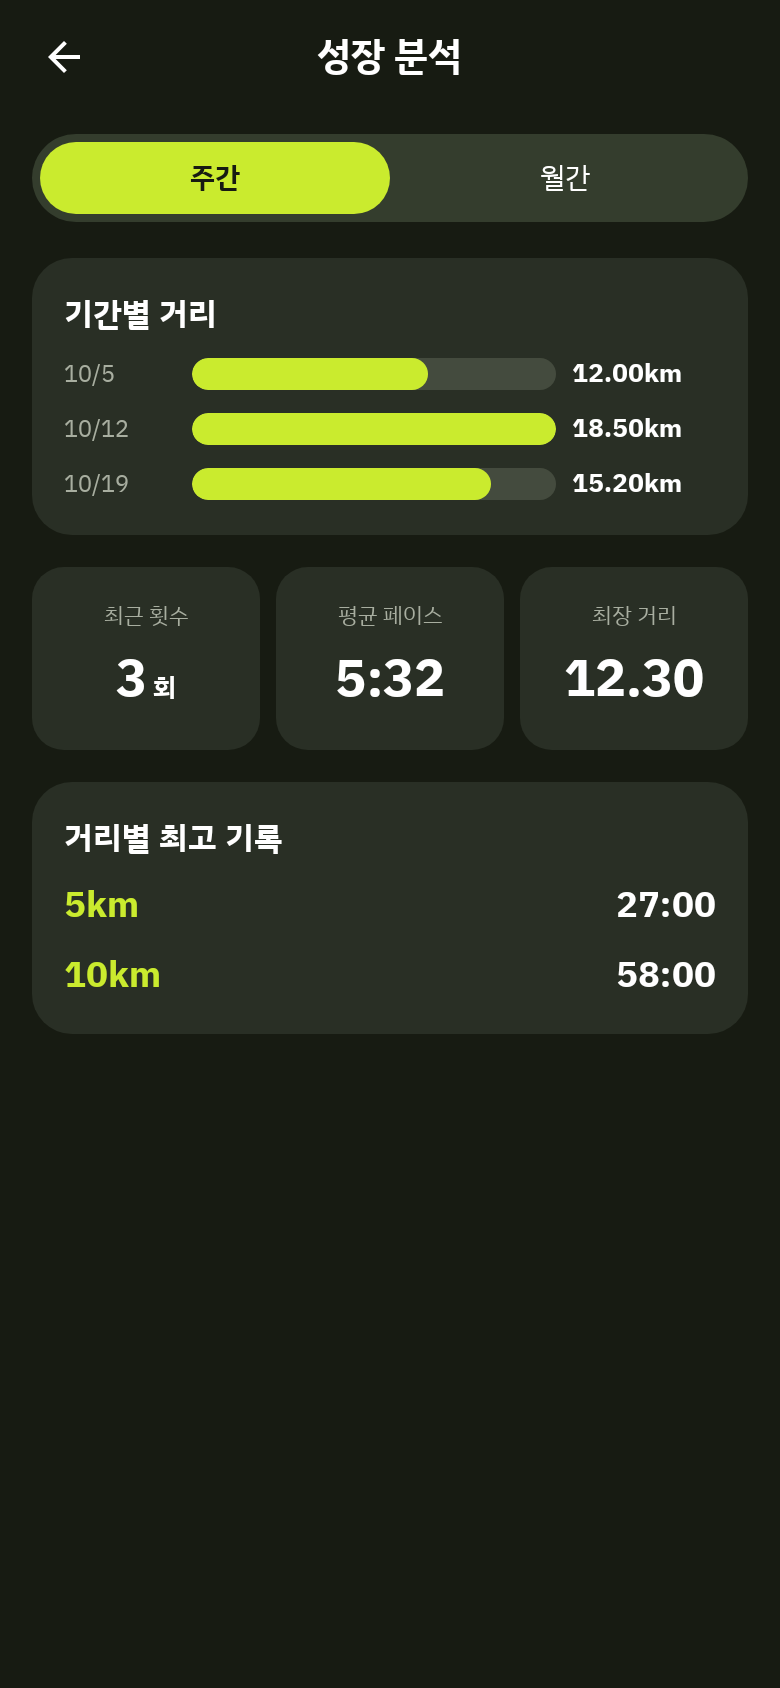 성장 분석
주간 월간
기간별 거리
10/5 12.00km
10/12 18.50km
10/19 15.20km
최근 횟수 평균 페이스 최장 거리
3 회 5:32 12.30
거리별 최고 기록
5km 27:00
10km 58:00